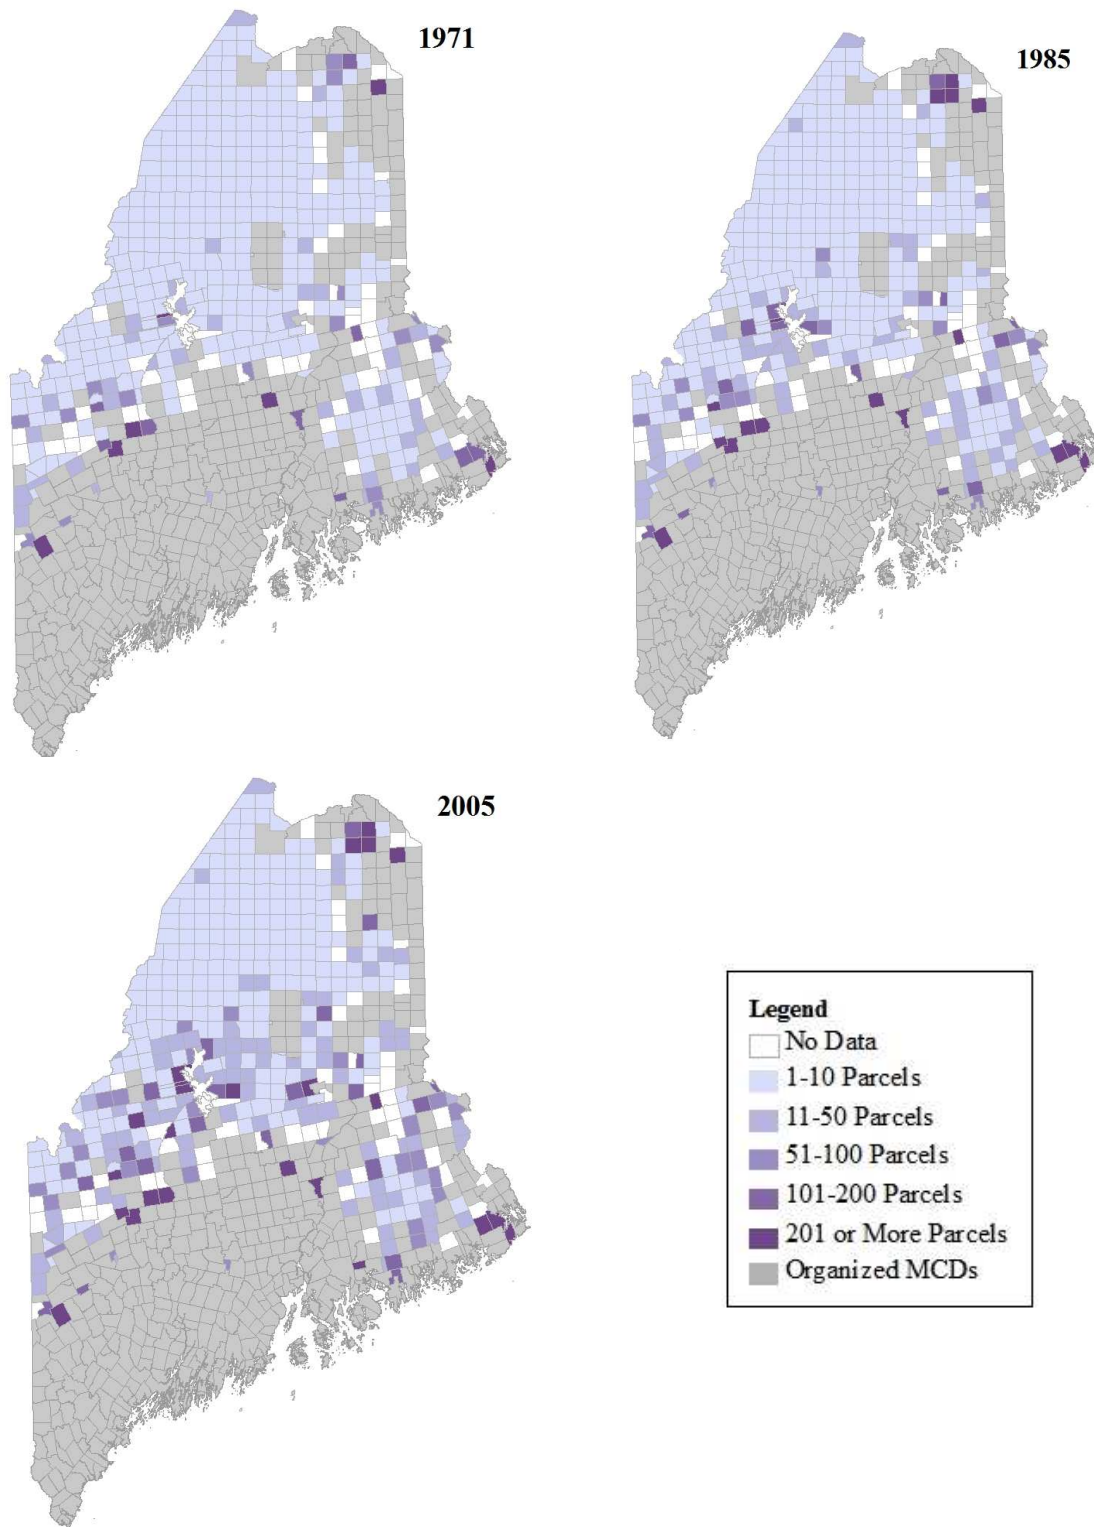 1971
1985
2005
Legend
No Data
1-10 Parcels
11-50 Parcels
51-100 Parcels
101-200 Parcels
201 or More Parcels
Organized MCDs